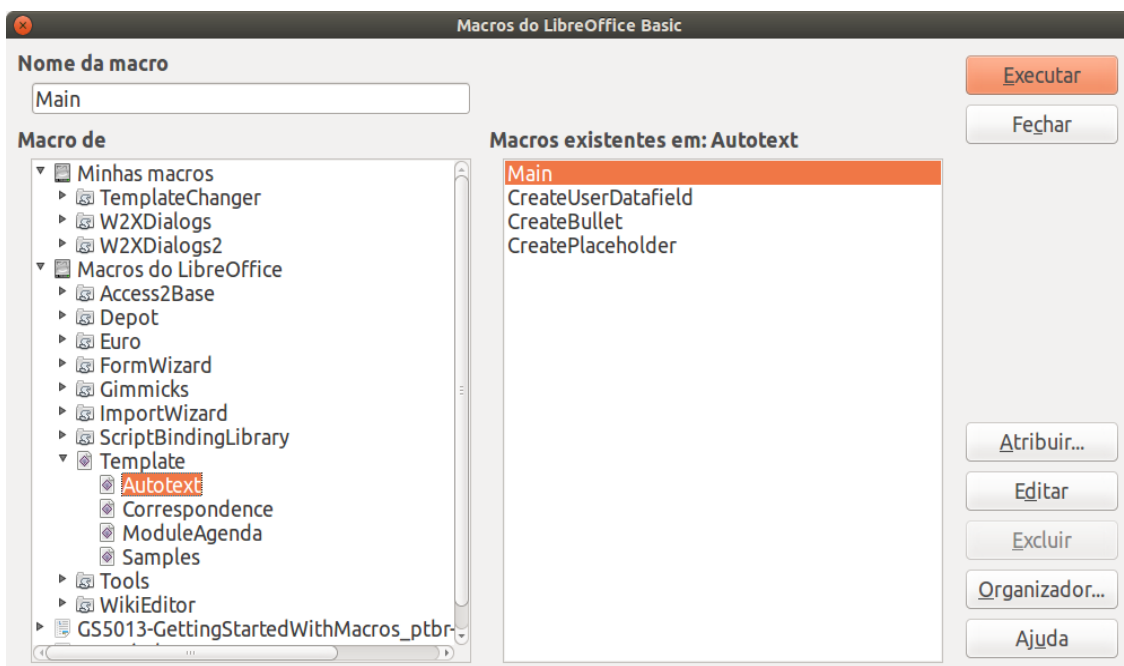 Macros do LibreOffice Basic
Nome da macro
Main
Macro de
Minhas macros
TemplateChanger
W2XDialogs
W2XDialogs2
Macros do LibreOffice
Access2Base
Depot
Euro
FormWizard
Gimmicks
ImportWizard
ScriptBindingLibrary
Template
Autotext
Correspondence
ModuleAgenda
Samples
Tools
WikiEditor
GS5013-GettingStartedWithMacros_ptbr-
Macros existentes em: Autotext
Main
CreateUserDatafield
CreateBullet
CreatePlaceholder
Executar
Fechar
Atribuir...
Editar
Excluir
Organizador...
Ajuda